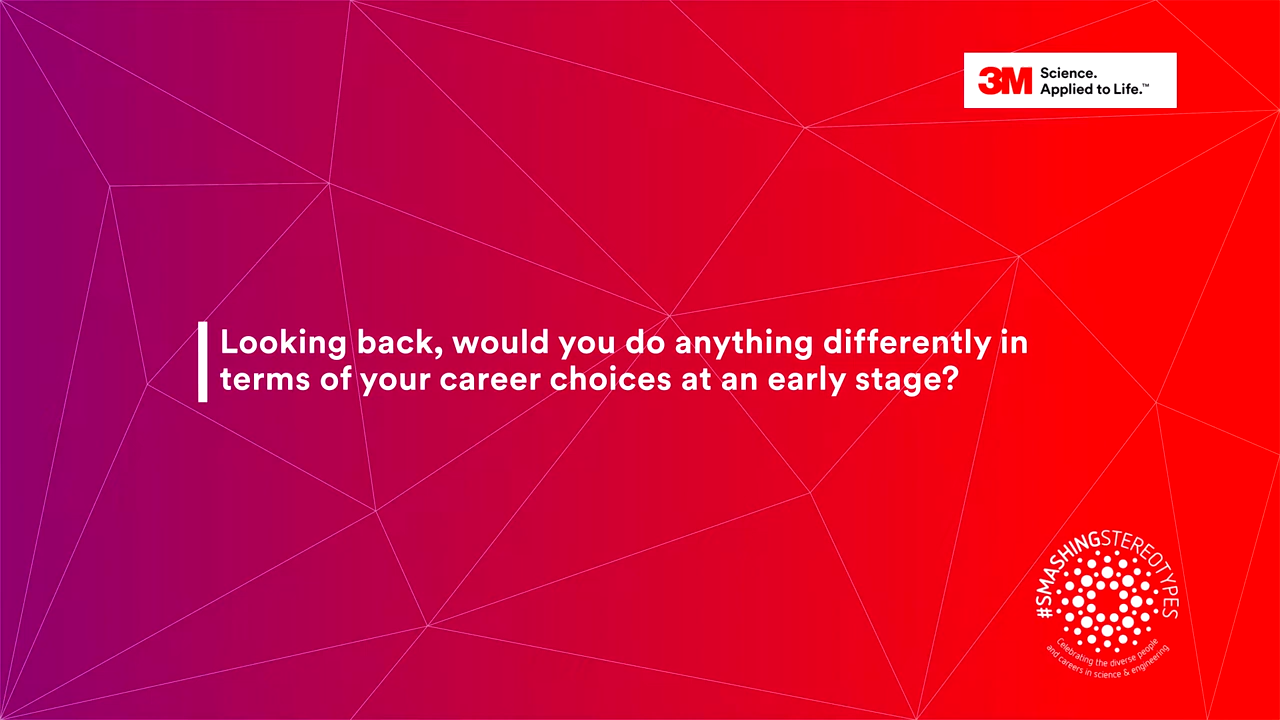 3M Science.
Applied to Life.™
Looking back, would you do anything differently in
terms of your career choices at an early stage?
#SMASHINGSTEREOTYPES
Celebrating the diverse people
and careers in science & engineering